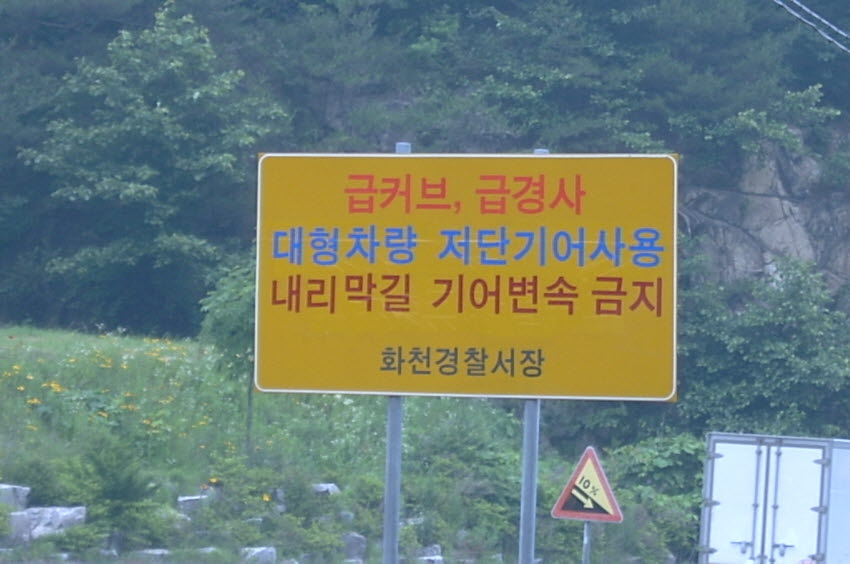 급커브, 급경사
대형차량 저단기어사용
내리막길 기어변속 금지
화천경찰서장
10%